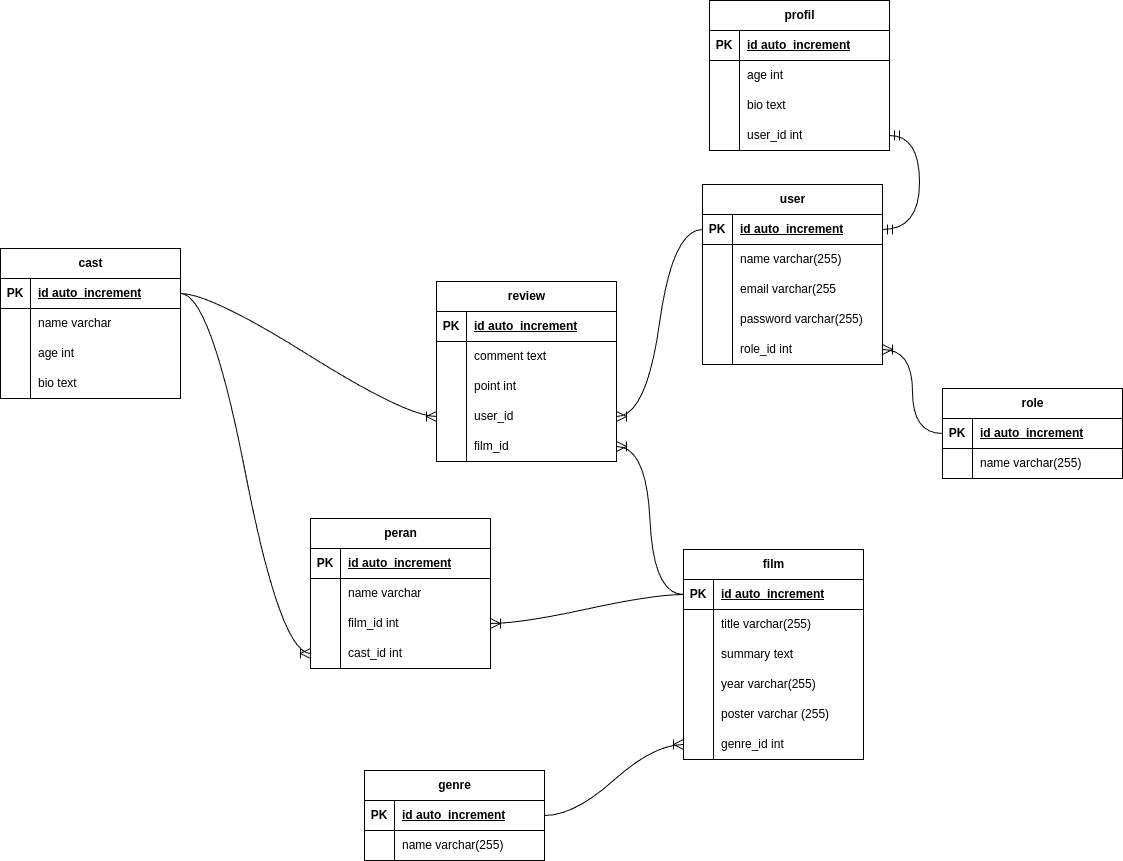 profil
PK id auto_increment
age int
bio text
user_id int
user
PK id auto_increment
name varchar(255)
email varchar(255
password varchar(255)
role_id int
cast
PK id auto_increment
name varchar
age int
bio text
review
PK id auto_increment
comment text
point int
user_id
film_id
role
PK id auto_increment
name varchar(255)
peran
PK id auto_increment
name varchar
film_id int
cast_id int
film
PK id auto_increment
title varchar(255)
summary text
year varchar(255)
poster varchar (255)
genre_id int
genre
PK id auto_increment
name varchar(255)